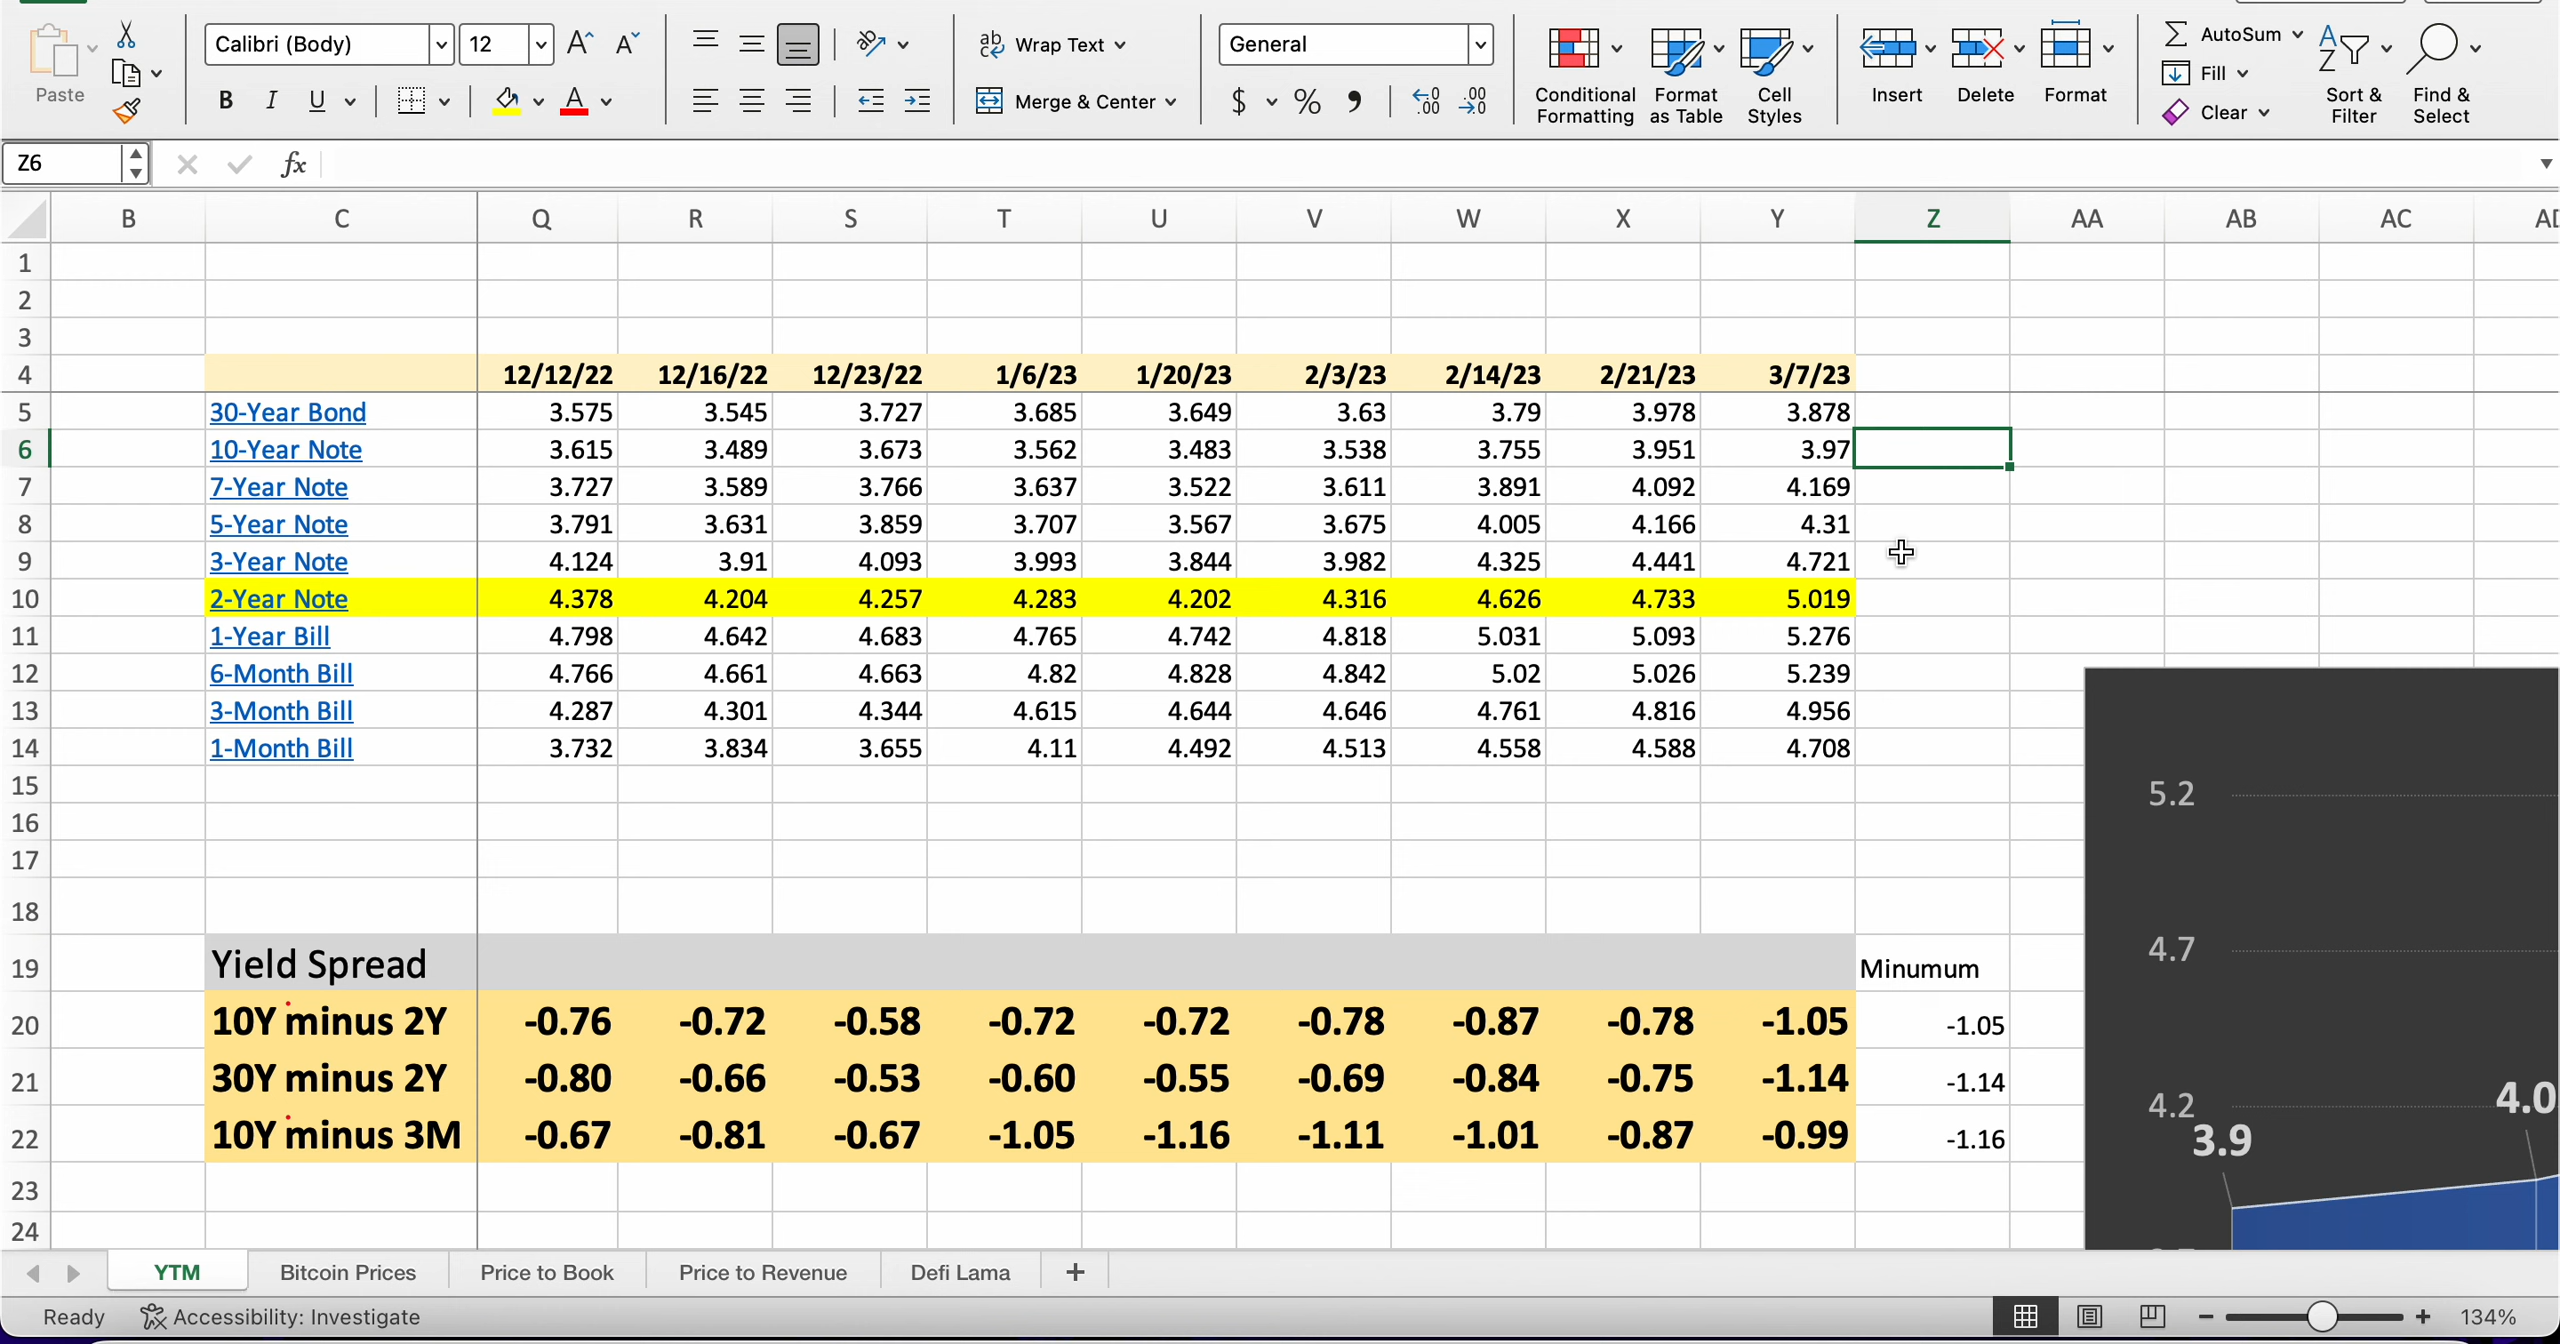 Paste
Calibri (Body) 12 A A
B I U A
ab Wrap Text
Merge & Center
General
$ % 9 .00 .00
Conditional Formatting
Format as Table
Cell Styles
Insert Delete Format
AutoSum
Fill
Clear
Sort & Filter
Find & Select
Z6 fx
B C Q R S T U V W X Y Z AA AB AC
1
2
3
4 12/12/22 12/16/22 12/23/22 1/6/23 1/20/23 2/3/23 2/14/23 2/21/23 3/7/23
5 30-Year Bond 3.575 3.545 3.727 3.685 3.649 3.63 3.79 3.978 3.878
6 10-Year Note 3.615 3.489 3.673 3.562 3.483 3.538 3.755 3.951 3.97
7 7-Year Note 3.727 3.589 3.766 3.637 3.522 3.611 3.891 4.092 4.169
8 5-Year Note 3.791 3.631 3.859 3.707 3.567 3.675 4.005 4.166 4.31
9 3-Year Note 4.124 3.91 4.093 3.993 3.844 3.982 4.325 4.441 4.721
10 2-Year Note 4.378 4.204 4.257 4.283 4.202 4.316 4.626 4.733 5.019
11 1-Year Bill 4.798 4.642 4.683 4.765 4.742 4.818 5.031 5.093 5.276
12 6-Month Bill 4.766 4.661 4.663 4.82 4.828 4.842 5.02 5.026 5.239
13 3-Month Bill 4.287 4.301 4.344 4.615 4.644 4.646 4.761 4.816 4.956
14 1-Month Bill 3.732 3.834 3.655 4.11 4.492 4.513 4.558 4.588 4.708
15
16
17
18
19 Yield Spread Minumum
20 10Y minus 2Y -0.76 -0.72 -0.58 -0.72 -0.72 -0.78 -0.87 -0.78 -1.05 -1.05
21 30Y minus 2Y -0.80 -0.66 -0.53 -0.60 -0.55 -0.69 -0.84 -0.75 -1.14 -1.14
22 10Y minus 3M -0.67 -0.81 -0.67 -1.05 -1.16 -1.11 -1.01 -0.87 -0.99 -1.16
23
24
5.2
4.7
4.2
3.9
4.0
YTM Bitcoin Prices Price to Book Price to Revenue Defi Lama +
Ready Accessibility: Investigate 134%